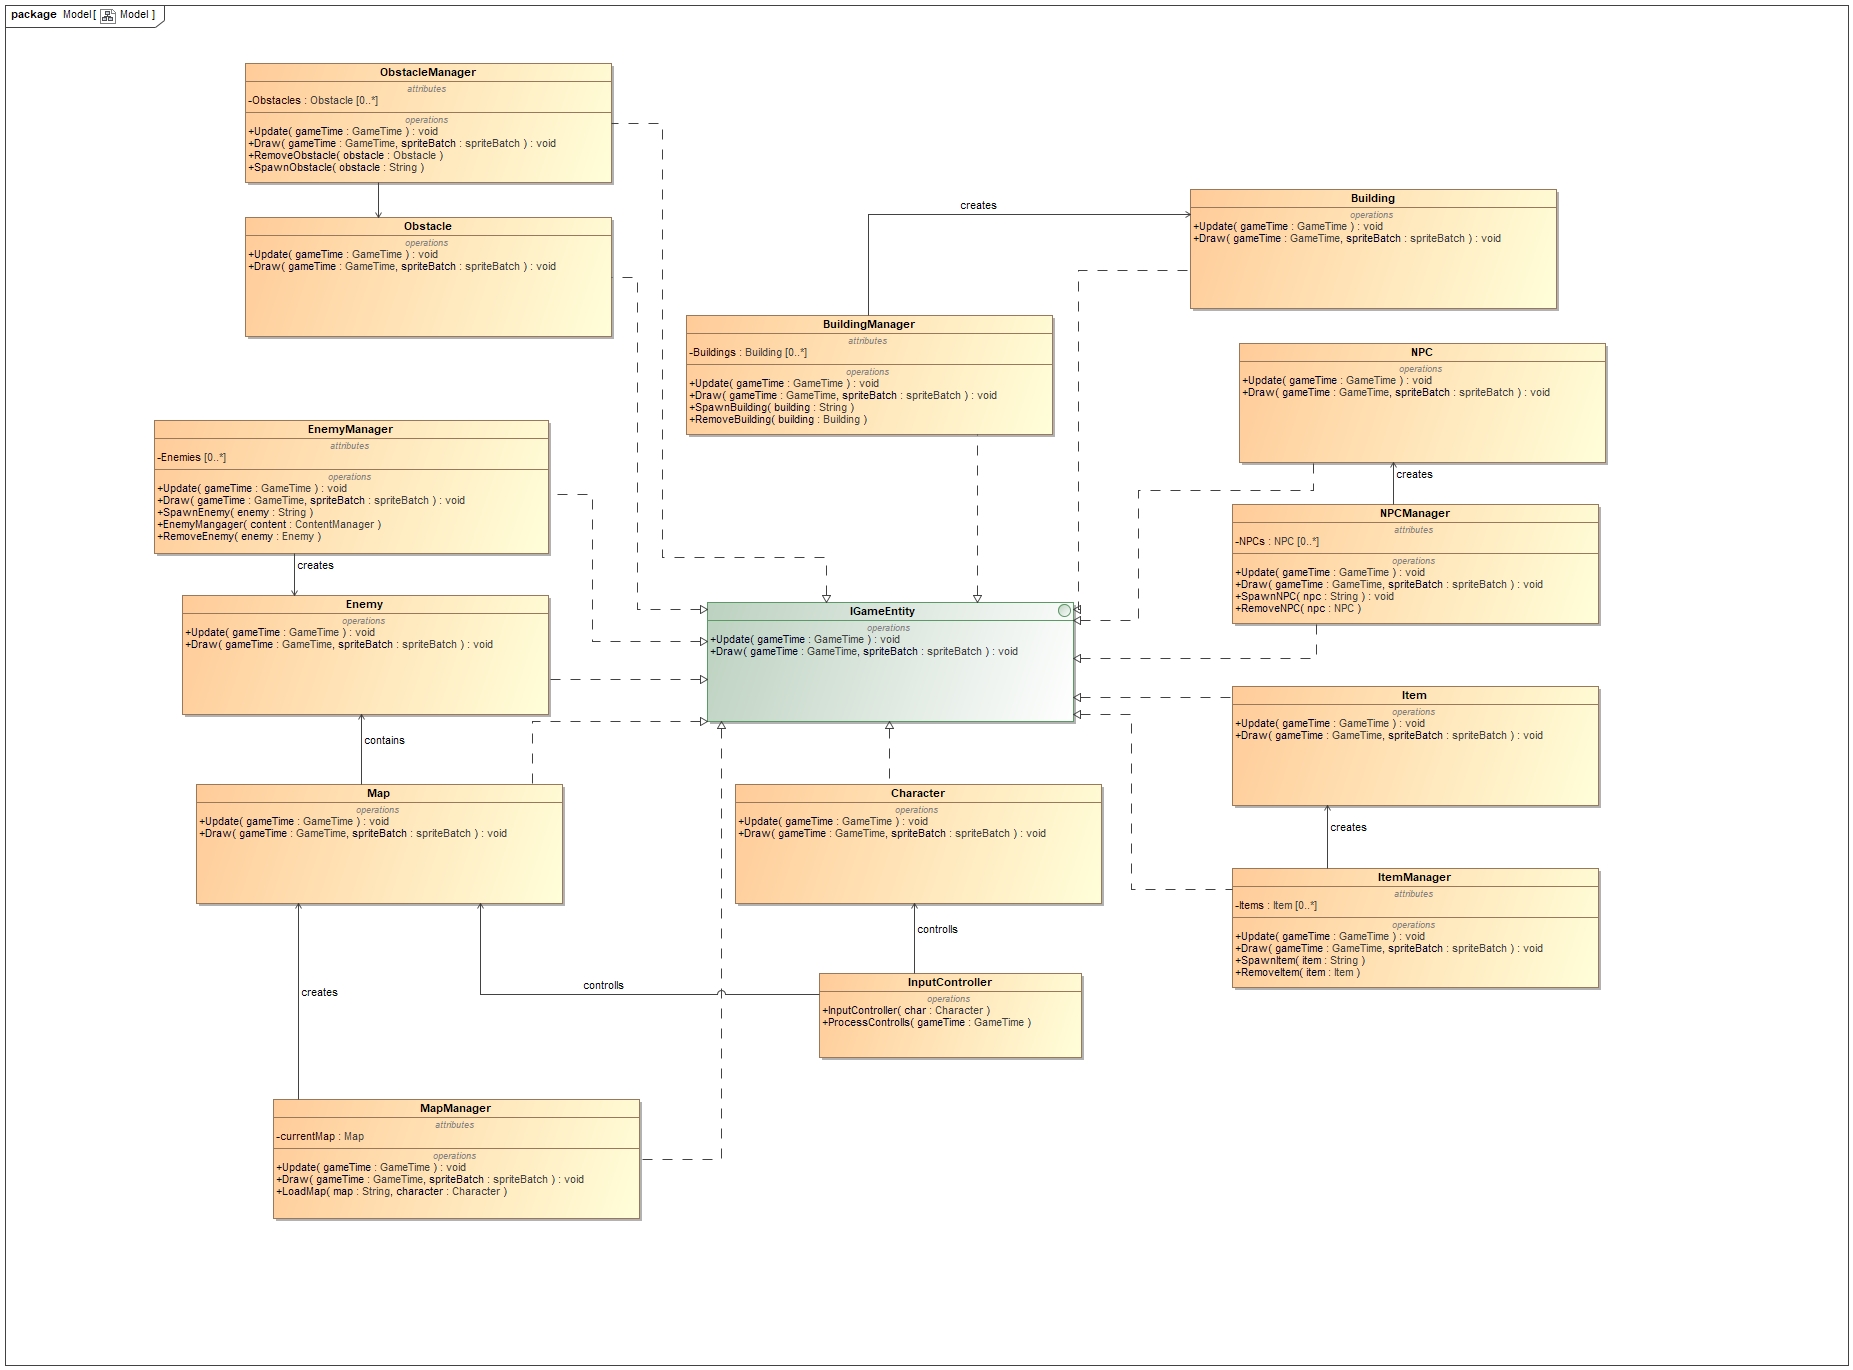 package Model[ Model ]
ObstacleManager
attributes
-Obstacles : Obstacle [0..*]
operations
+Update( gameTime : GameTime ) : void
+Draw( gameTime : GameTime, spriteBatch : spriteBatch ) : void
+RemoveObstacle( obstacle : Obstacle )
+SpawnObstacle( obstacle : String )
Obstacle
operations
+Update( gameTime : GameTime ) : void
+Draw( gameTime : GameTime, spriteBatch : spriteBatch ) : void
creates
Building
operations
+Update( gameTime : GameTime ) : void
+Draw( gameTime : GameTime, spriteBatch : spriteBatch ) : void
BuildingManager
attributes
-Buildings : Building [0..*]
operations
+Update( gameTime : GameTime ) : void
+Draw( gameTime : GameTime, spriteBatch : spriteBatch ) : void
+SpawnBuilding( building : String )
+RemoveBuilding( building : Building )
NPC
operations
+Update( gameTime : GameTime ) : void
+Draw( gameTime : GameTime, spriteBatch : spriteBatch ) : void
creates
NPCManager
attributes
-NPCs : NPC [0..*]
operations
+Update( gameTime : GameTime ) : void
+Draw( gameTime : GameTime, spriteBatch : spriteBatch ) : void
+SpawnNPC( npc : String ) : void
+RemoveNPC( npc : NPC )
EnemyManager
attributes
-Enemies [0..*]
operations
+Update( gameTime : GameTime ) : void
+Draw( gameTime : GameTime, spriteBatch : spriteBatch ) : void
+SpawnEnemy( enemy : String )
+EnemyMangager( content : ContentManager )
+RemoveEnemy( enemy : Enemy )
creates
Enemy
operations
+Update( gameTime : GameTime ) : void
+Draw( gameTime : GameTime, spriteBatch : spriteBatch ) : void
IGameEntity
operations
+Update( gameTime : GameTime ) : void
+Draw( gameTime : GameTime, spriteBatch : spriteBatch ) : void
Item
operations
+Update( gameTime : GameTime ) : void
+Draw( gameTime : GameTime, spriteBatch : spriteBatch ) : void
contains
Map
operations
+Update( gameTime : GameTime ) : void
+Draw( gameTime : GameTime, spriteBatch : spriteBatch ) : void
Character
operations
+Update( gameTime : GameTime ) : void
+Draw( gameTime : GameTime, spriteBatch : spriteBatch ) : void
creates
ItemManager
attributes
-Items : Item [0..*]
operations
+Update( gameTime : GameTime ) : void
+Draw( gameTime : GameTime, spriteBatch : spriteBatch ) : void
+SpawnItem( item : String )
+RemoveItem( item : Item )
controlls
controlls
InputController
operations
+InputController( char : Character )
+ProcessControlls( gameTime : GameTime )
creates
MapManager
attributes
-currentMap : Map
operations
+Update( gameTime : GameTime ) : void
+Draw( gameTime : GameTime, spriteBatch : spriteBatch ) : void
+LoadMap( map : String, character : Character )